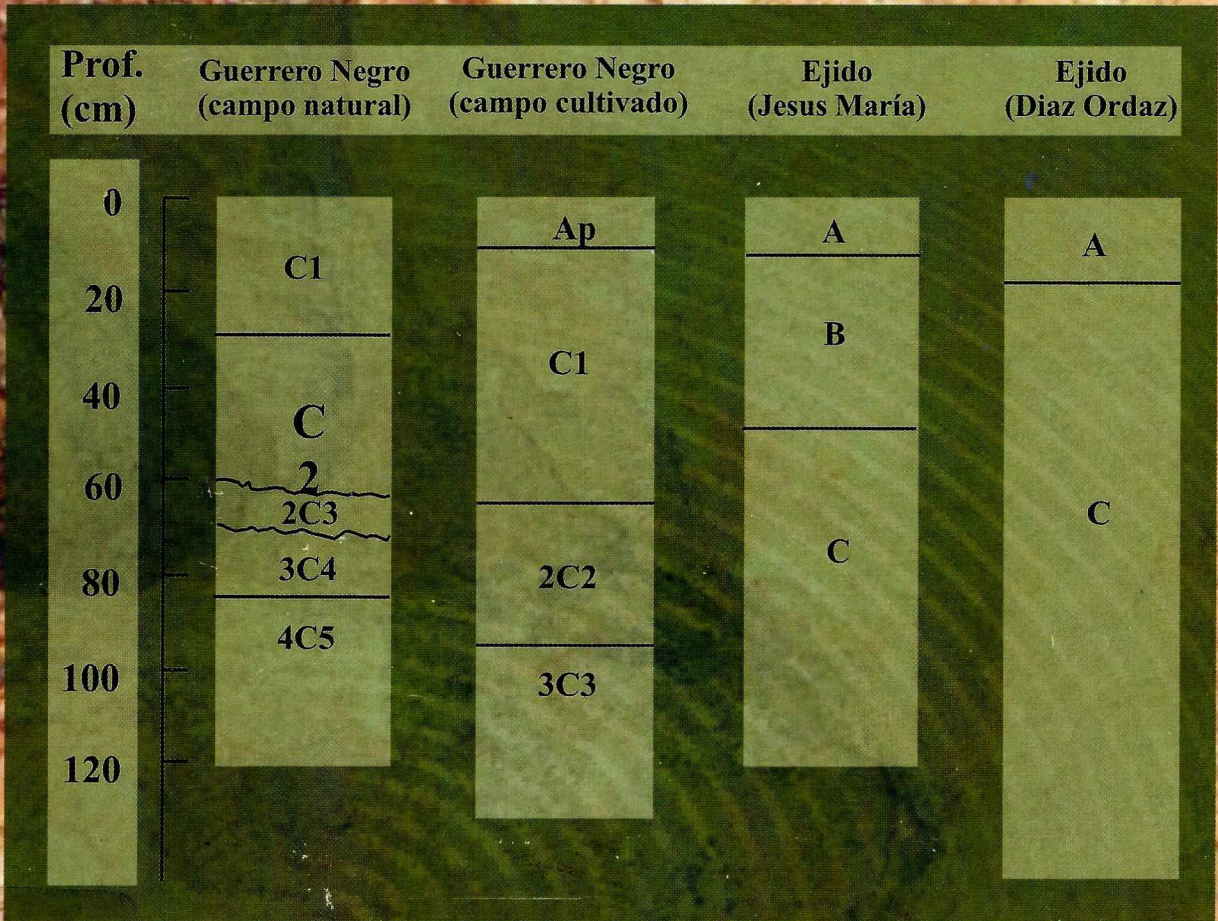 Prof.
(cm)
Guerrero Negro
(campo natural)
Guerrero Negro
(campo cultivado)
Ejido
(Jesus María)
Ejido
(Diaz Ordaz)
0
20
40
60
80
100
120
C1
C
2
2C3
3C4
4C5
Ap
C1
2C2
3C3
A
B
C
A
C